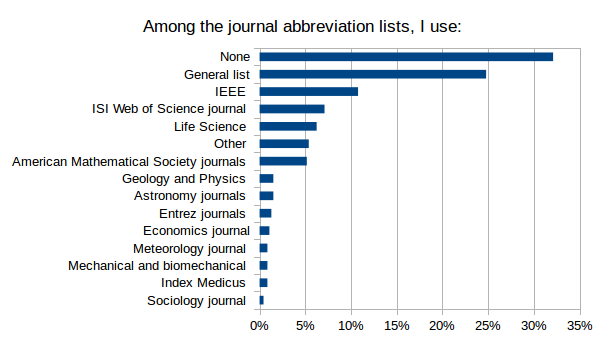 Among the journal abbreviation lists, I use:
None
General list
IEEE
ISI Web of Science journal
Life Science
Other
American Mathematical Society journals
Geology and Physics
Astronomy journals
Entrez journals
Economics journal
Meteorology journal
Mechanical and biomechanical
Index Medicus
Sociology journal
0% 5% 10% 15% 20% 25% 30% 35%